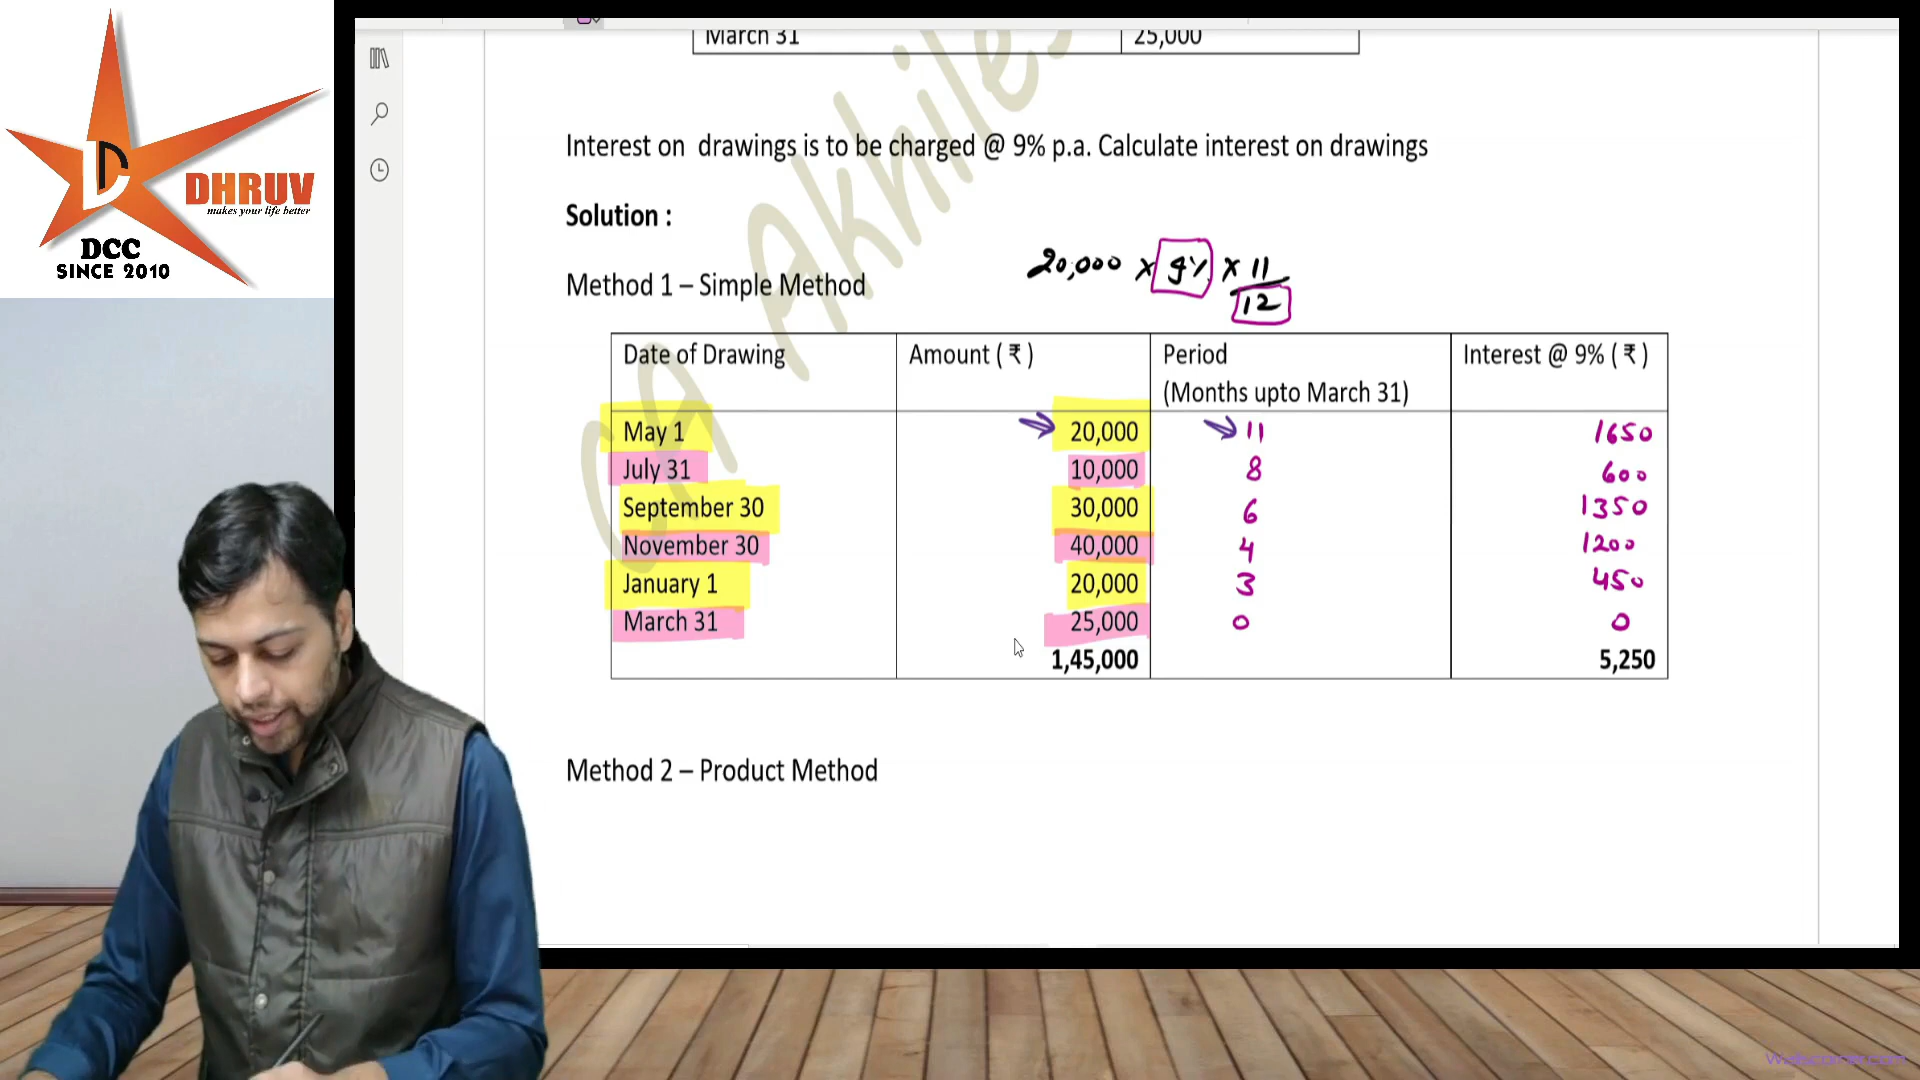 March 31 25,000
Interest on drawings is to be charged @ 9% p.a. Calculate interest on drawings
Solution :
20,000 x 9% x 11
12
Method 1 – Simple Method
Date of Drawing Amount ( ₹ ) Period Interest @ 9% ( ₹ )
(Months upto March 31)
May 1 20,000 11 1650
July 31 10,000 8 600
September 30 30,000 6 1350
November 30 40,000 4 1200
January 1 20,000 3 450
March 31 25,000 0 0
1,45,000 5,250
Method 2 – Product Method
CA Akhiles
DHRUV
makes your life better
DCC
SINCE 2010